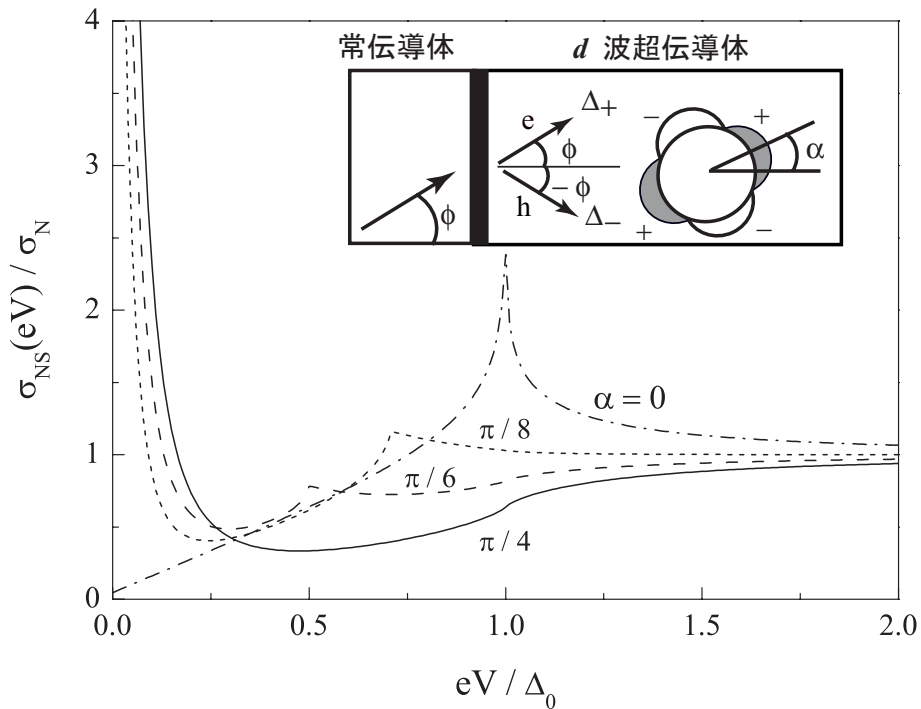 4
常伝導体
d 波超伝導体
e
Δ+
ϕ
− ϕ
h
Δ−
ϕ
−
+
α
+
−
3
2
1
0
σNS(eV) / σN
α = 0
π / 8
π / 6
π / 4
0.0
0.5
1.0
1.5
2.0
eV / Δ0